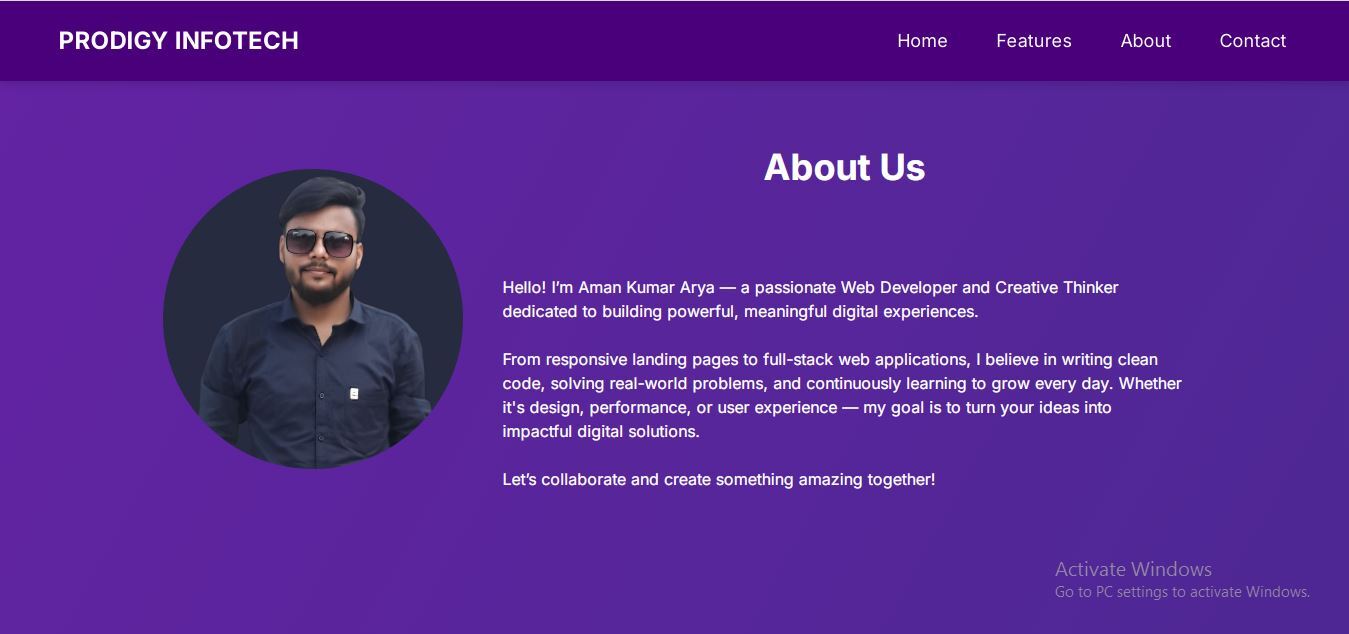 PRODIGY INFOTECH
Home Features About Contact
About Us
Hello! I’m Aman Kumar Arya — a passionate Web Developer and Creative Thinker
dedicated to building powerful, meaningful digital experiences.
From responsive landing pages to full-stack web applications, I believe in writing clean
code, solving real-world problems, and continuously learning to grow every day. Whether
it's design, performance, or user experience — my goal is to turn your ideas into
impactful digital solutions.
Let’s collaborate and create something amazing together!
Activate Windows
Go to PC settings to activate Windows.